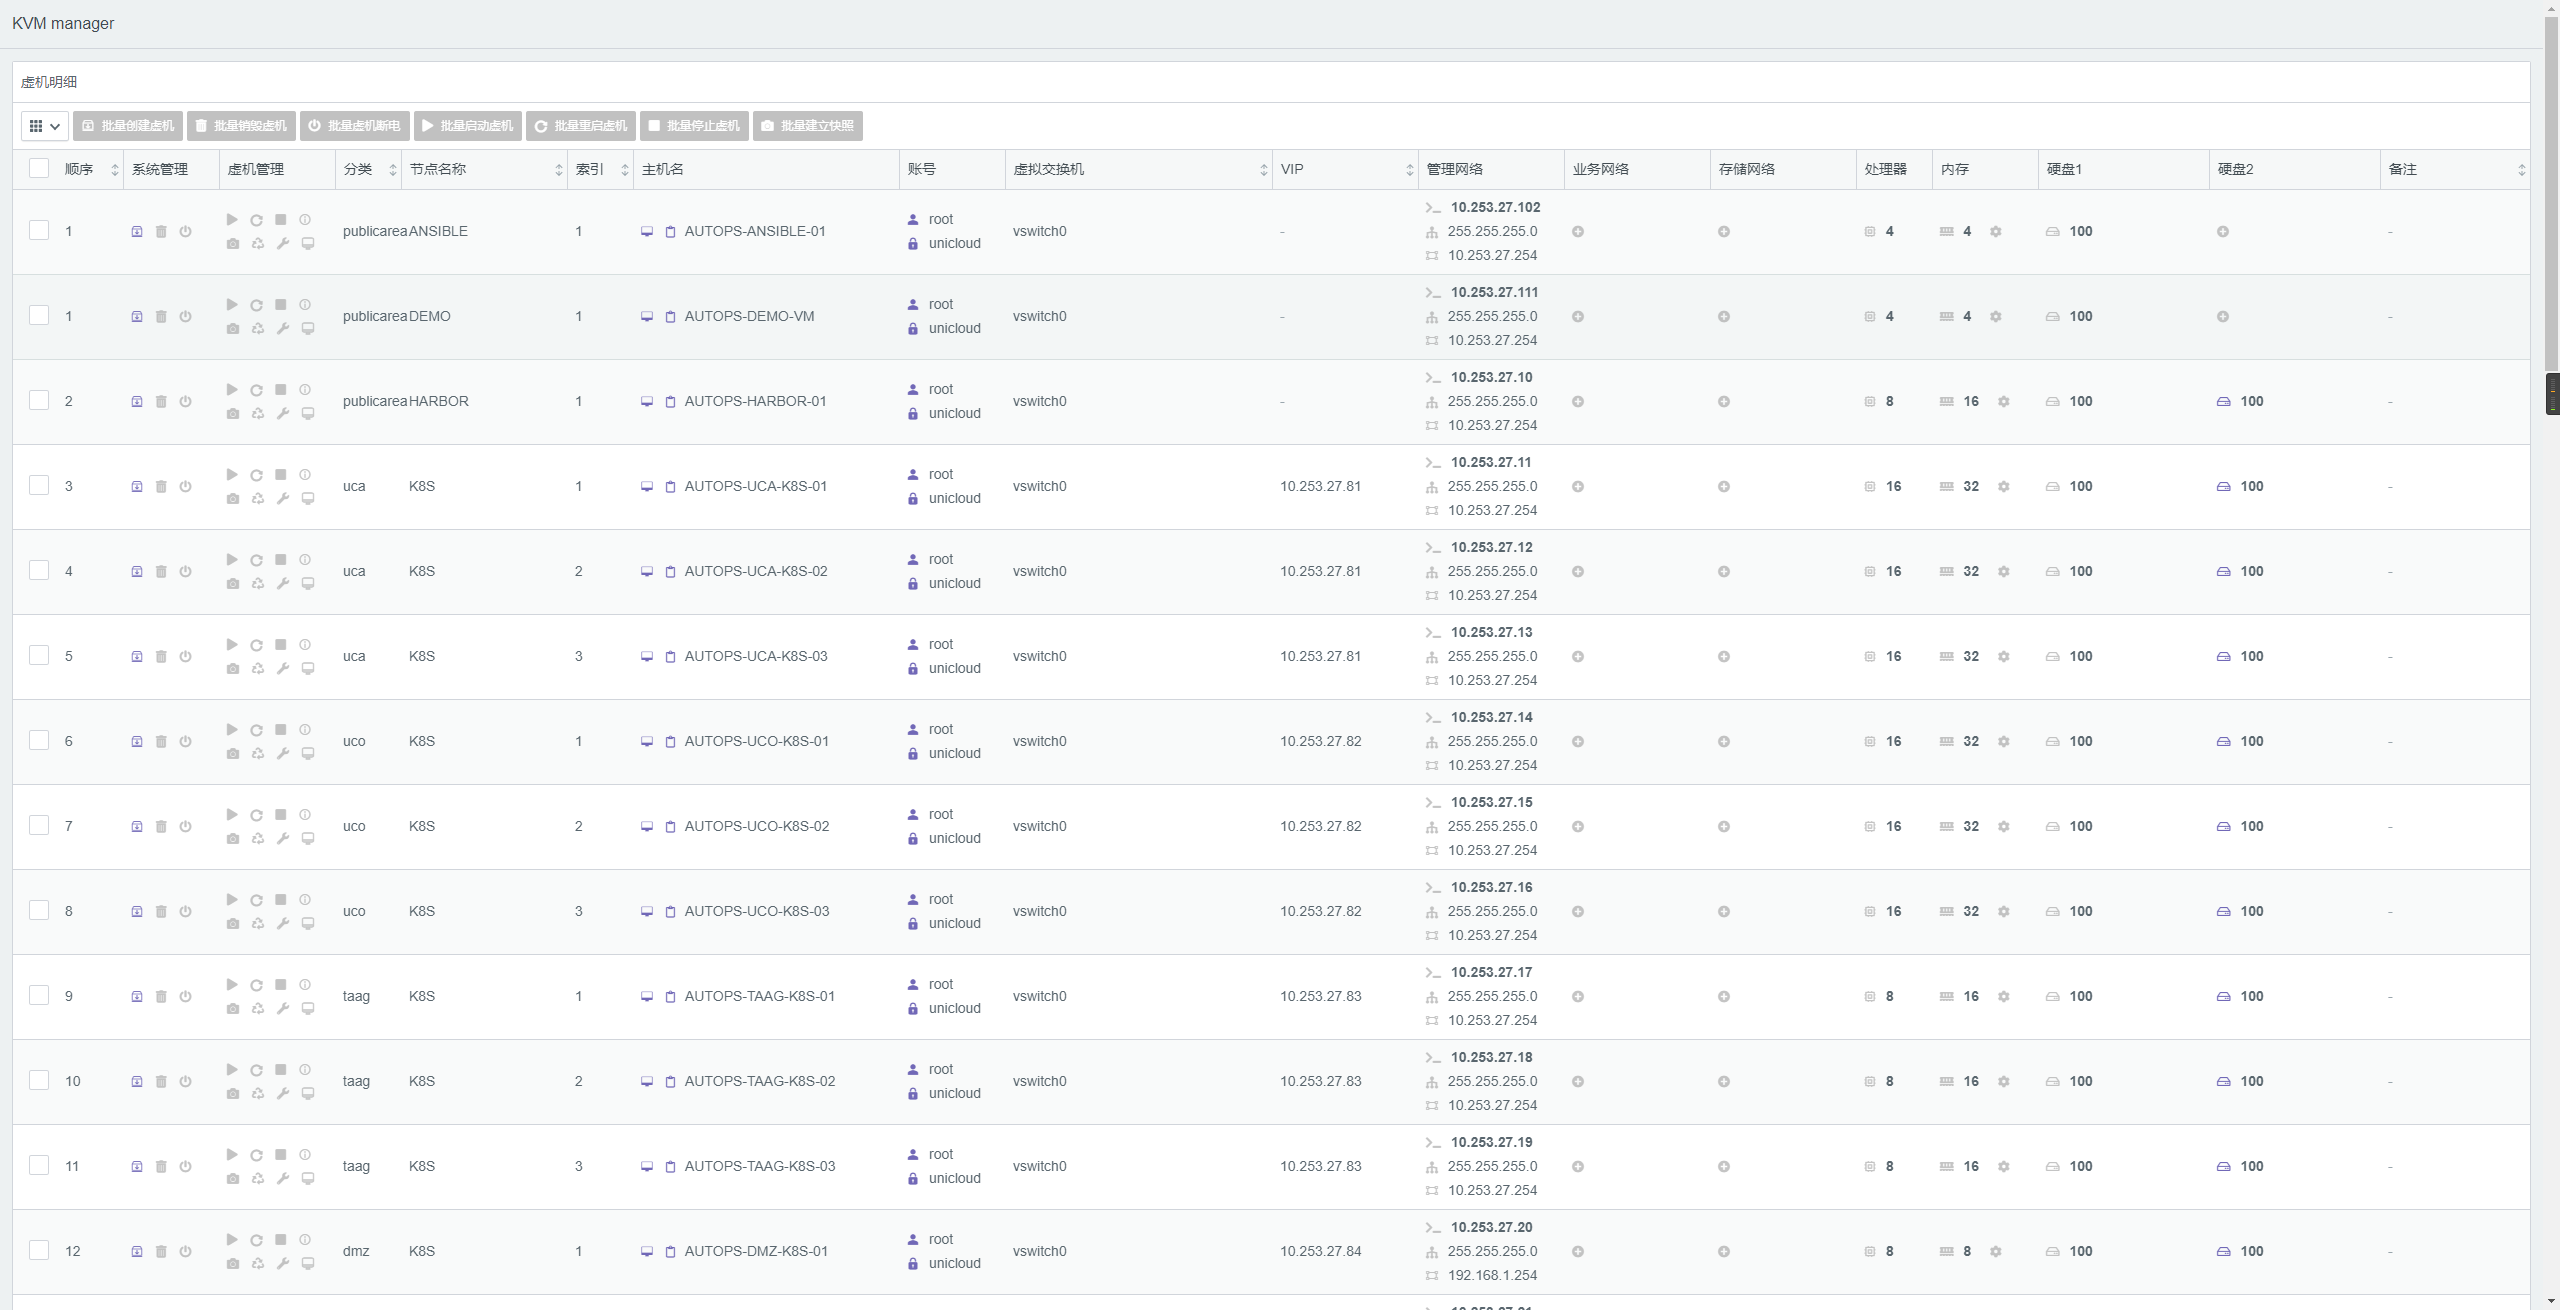 KVM manager
虚机明细
批量创建虚机 批量销毁虚机 批量虚机断电 批量启动虚机 批量重启虚机 批量停止虚机 批量建立快照
顺序 系统管理 虚机管理 分类 节点名称 索引 主机名 账号 虚拟交换机 VIP 管理网络 业务网络 存储网络 处理器 内存 硬盘1 硬盘2 备注
root 10.253.27.102
1 publicarea ANSIBLE 1 AUTOPS-ANSIBLE-01 vswitch0 - 255.255.255.0 4 4 100 -
unicloud 10.253.27.254
root 10.253.27.111
1 publicarea DEMO 1 AUTOPS-DEMO-VM vswitch0 - 255.255.255.0 4 4 100 -
unicloud 10.253.27.254
root 10.253.27.10
2 publicarea HARBOR 1 AUTOPS-HARBOR-01 vswitch0 - 255.255.255.0 8 16 100 100 -
unicloud 10.253.27.254
root 10.253.27.11
3 uca K8S 1 AUTOPS-UCA-K8S-01 vswitch0 10.253.27.81 255.255.255.0 16 32 100 100 -
unicloud 10.253.27.254
root 10.253.27.12
4 uca K8S 2 AUTOPS-UCA-K8S-02 vswitch0 10.253.27.81 255.255.255.0 16 32 100 100 -
unicloud 10.253.27.254
root 10.253.27.13
5 uca K8S 3 AUTOPS-UCA-K8S-03 vswitch0 10.253.27.81 255.255.255.0 16 32 100 100 -
unicloud 10.253.27.254
root 10.253.27.14
6 uco K8S 1 AUTOPS-UCO-K8S-01 vswitch0 10.253.27.82 255.255.255.0 16 32 100 100 -
unicloud 10.253.27.254
root 10.253.27.15
7 uco K8S 2 AUTOPS-UCO-K8S-02 vswitch0 10.253.27.82 255.255.255.0 16 32 100 100 -
unicloud 10.253.27.254
root 10.253.27.16
8 uco K8S 3 AUTOPS-UCO-K8S-03 vswitch0 10.253.27.82 255.255.255.0 16 32 100 100 -
unicloud 10.253.27.254
root 10.253.27.17
9 taag K8S 1 AUTOPS-TAAG-K8S-01 vswitch0 10.253.27.83 255.255.255.0 8 16 100 100 -
unicloud 10.253.27.254
root 10.253.27.18
10 taag K8S 2 AUTOPS-TAAG-K8S-02 vswitch0 10.253.27.83 255.255.255.0 8 16 100 100 -
unicloud 10.253.27.254
root 10.253.27.19
11 taag K8S 3 AUTOPS-TAAG-K8S-03 vswitch0 10.253.27.83 255.255.255.0 8 16 100 100 -
unicloud 10.253.27.254
root 10.253.27.20
12 dmz K8S 1 AUTOPS-DMZ-K8S-01 vswitch0 10.253.27.84 255.255.255.0 8 8 100 100 -
unicloud 192.168.1.254